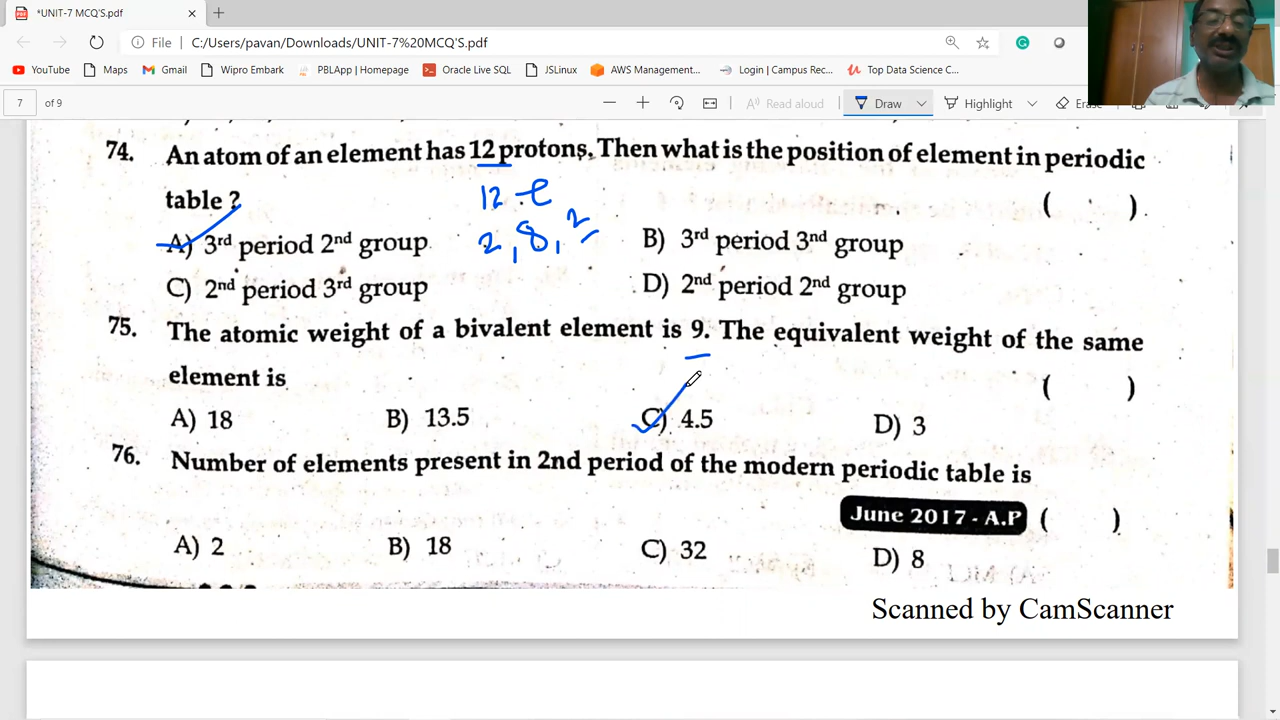 *UNIT-7 MCQ'S.pdf
File C:/Users/pavan/Downloads/UNIT-7%20MCQ'S.pdf
YouTube Maps Gmail Wipro Embark PBLApp | Homepage Oracle Live SQL JSLinux AWS Management... Login | Campus Rec... Top Data Science C...
7 of 9 Read aloud Draw Highlight Erase
74. An atom of an element has 12 protons. Then what is the position of element in periodic
table ? ( )
12 e
A) 3rd period 2nd group
2, 8, 2
B) 3rd period 3nd group
C) 2nd period 3rd group D) 2nd period 2nd group
75. The atomic weight of a bivalent element is 9. The equivalent weight of the same
element is ( )
A) 18 B) 13.5 C) 4.5 D) 3
76. Number of elements present in 2nd period of the modern periodic table is
June 2017 - A.P ( )
A) 2 B) 18 C) 32 D) 8
Scanned by CamScanner